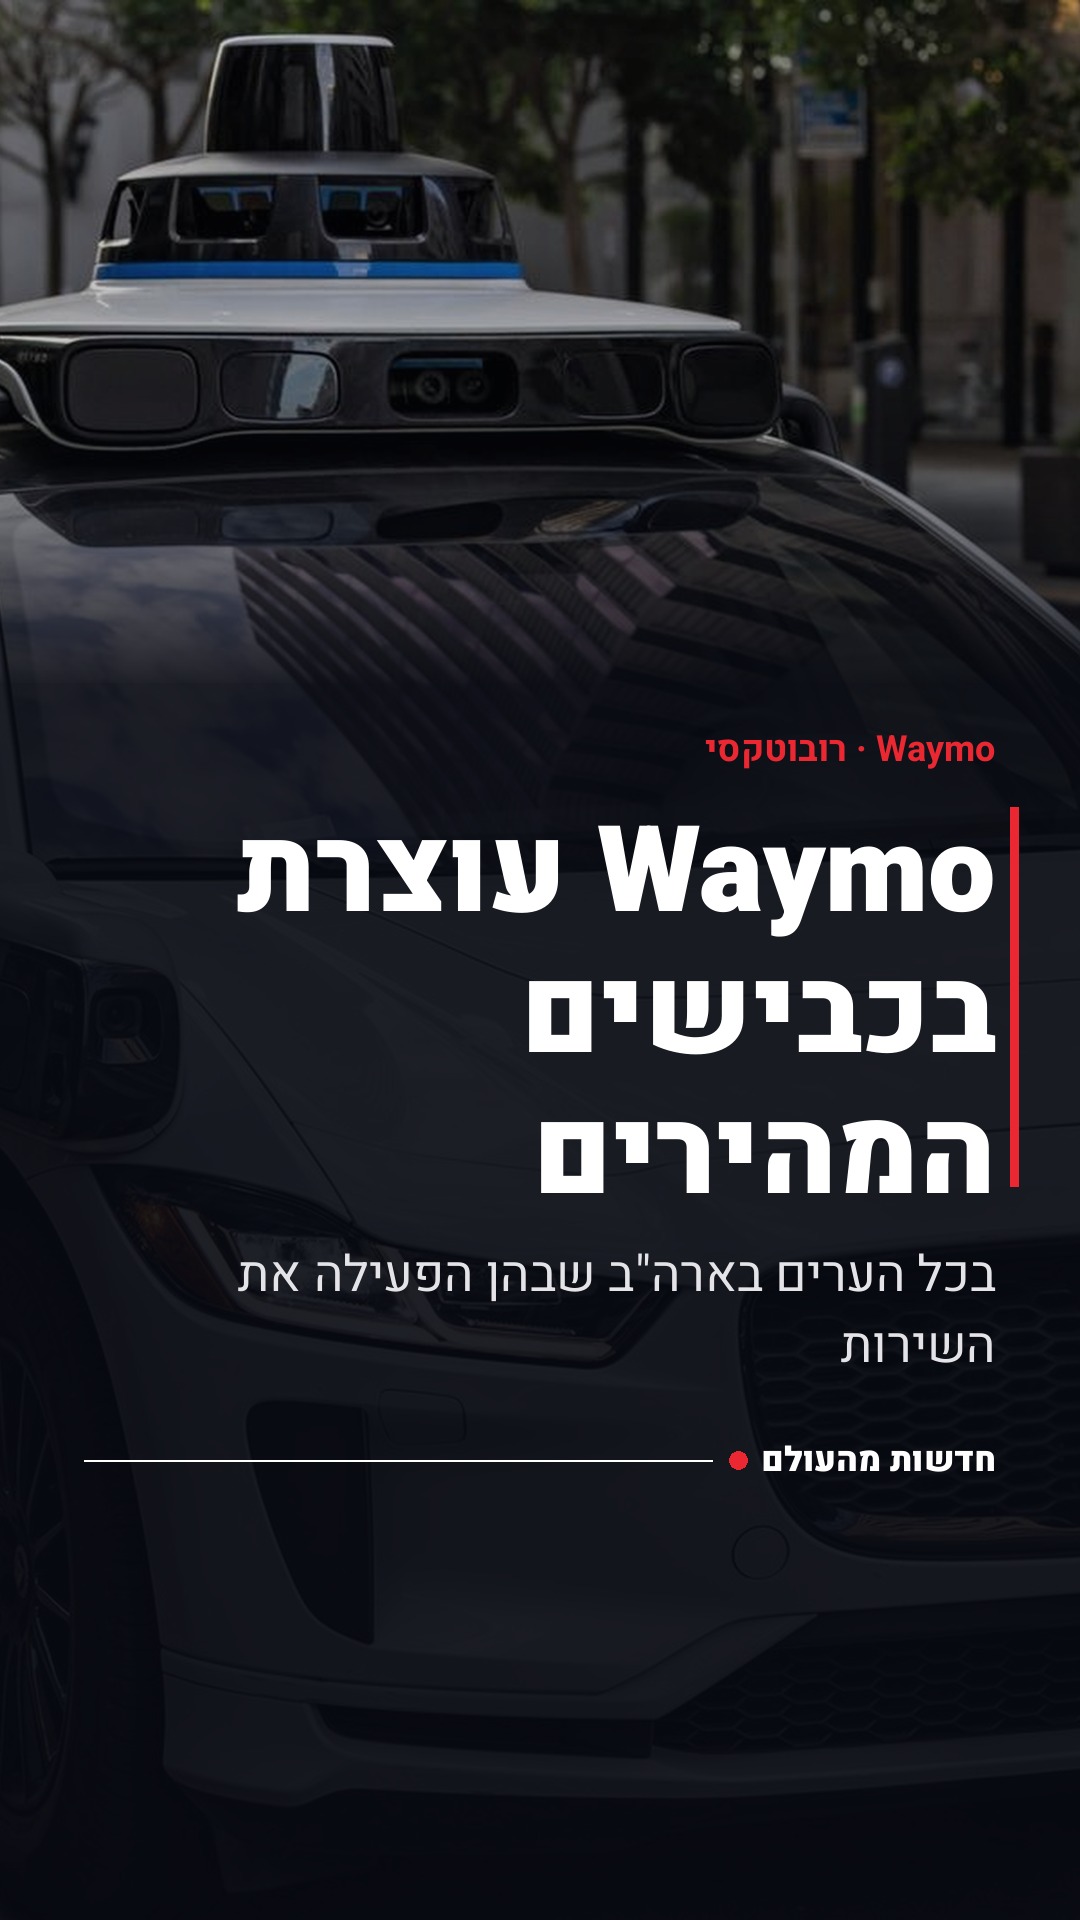 Waymo · רובוטקסי
Waymo עוצרת
בכבישים
המהירים
בכל הערים בארה"ב שבהן הפעילה את
השירות
חדשות מהעולם